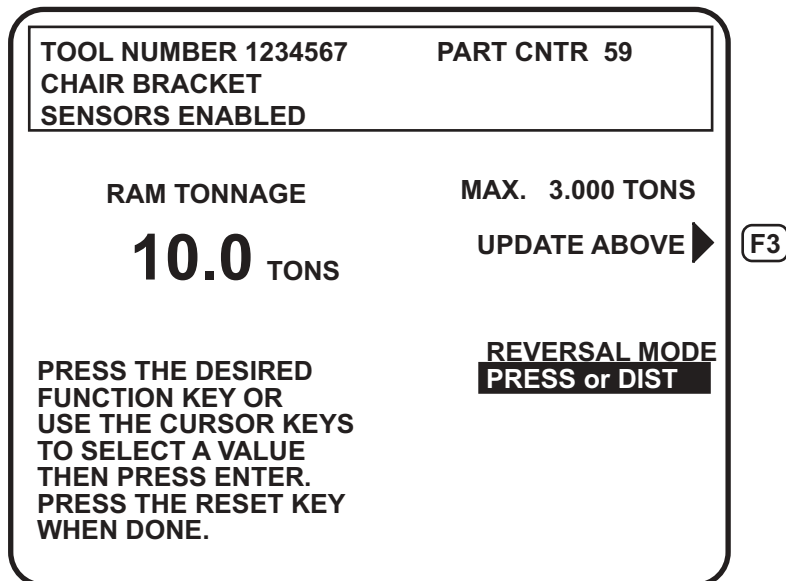 TOOL NUMBER 1234567 PART CNTR 59
CHAIR BRACKET
SENSORS ENABLED
RAM TONNAGE
10.0 TONS
MAX. 3.000 TONS
UPDATE ABOVE
F3
REVERSAL MODE
PRESS or DIST
PRESS THE DESIRED
FUNCTION KEY OR
USE THE CURSOR KEYS
TO SELECT A VALUE
THEN PRESS ENTER.
PRESS THE RESET KEY
WHEN DONE.